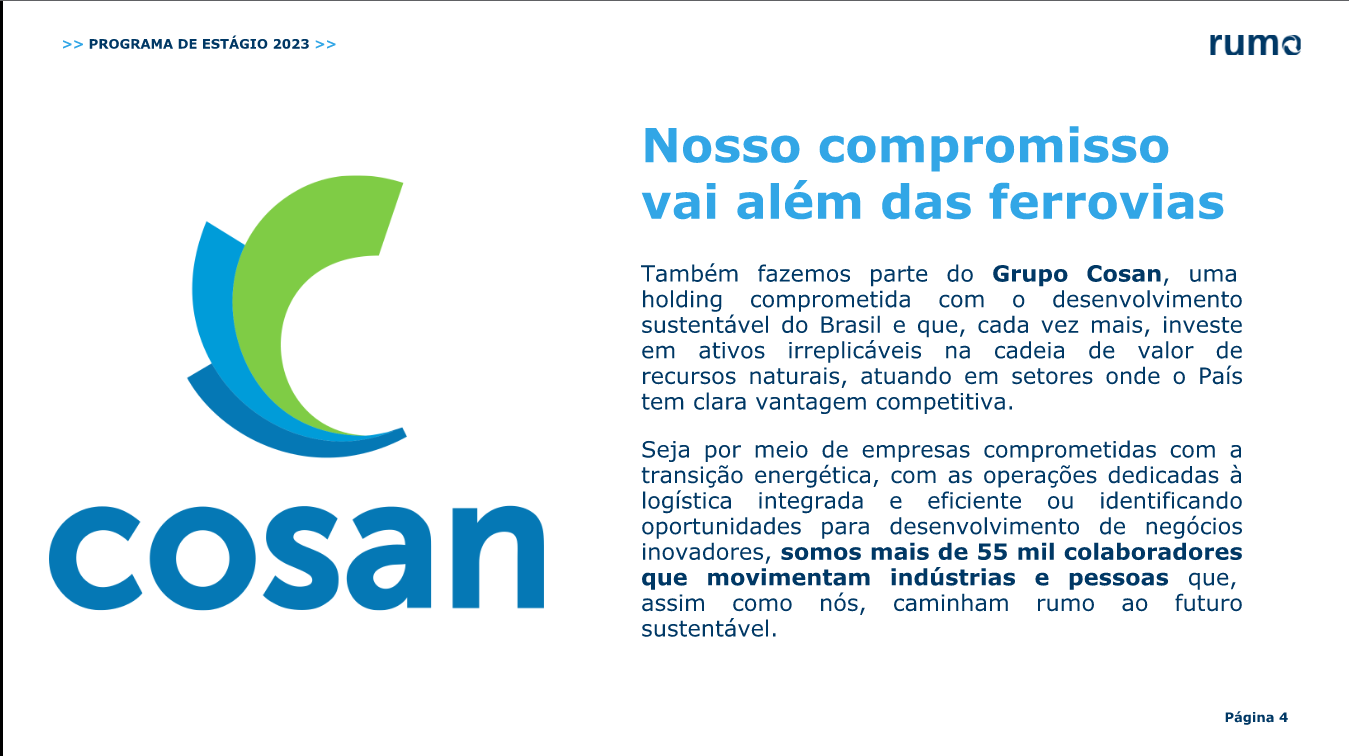 >> PROGRAMA DE ESTÁGIO 2023 >>
rumo
cosan
Nosso compromisso
vai além das ferrovias
Também fazemos parte do Grupo Cosan, uma
holding comprometida com o desenvolvimento
sustentável do Brasil e que, cada vez mais, investe
em ativos irreplicáveis na cadeia de valor de
recursos naturais, atuando em setores onde o País
tem clara vantagem competitiva.
Seja por meio de empresas comprometidas com a
transição energética, com as operações dedicadas à
logística integrada e eficiente ou identificando
oportunidades para desenvolvimento de negócios
inovadores, somos mais de 55 mil colaboradores
que movimentam indústrias e pessoas que,
assim como nós, caminham rumo ao futuro
sustentável.
Página 4